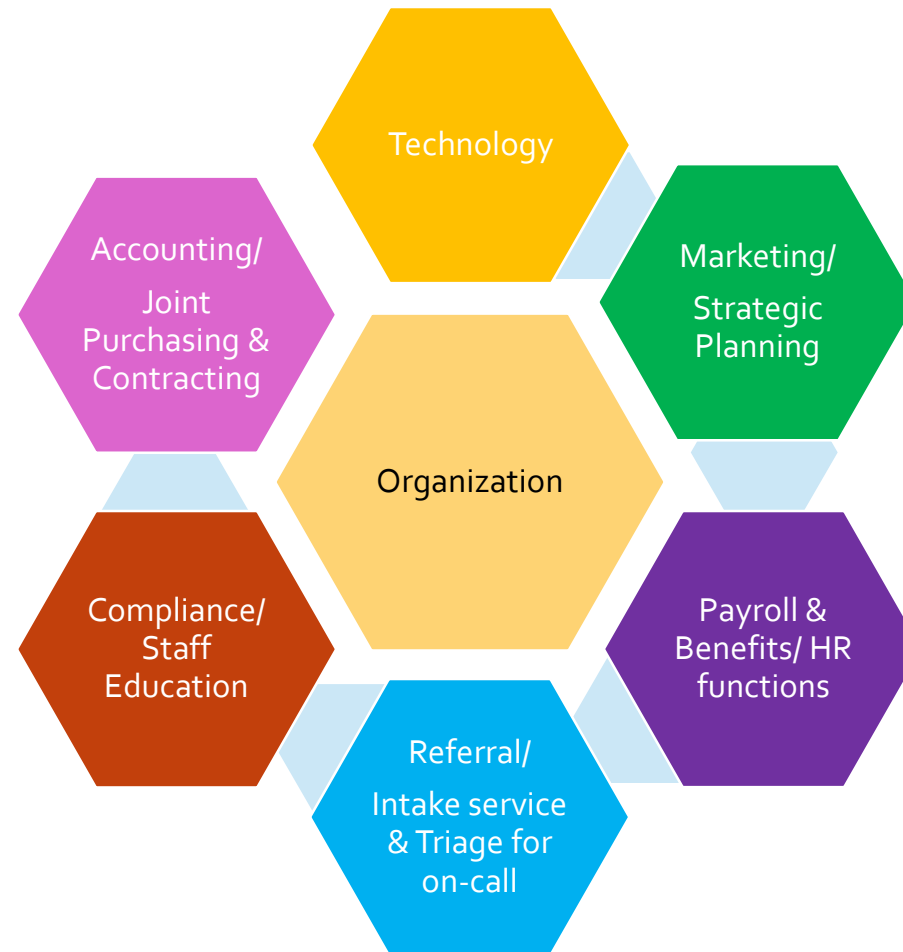 Technology
Accounting/
Joint
Purchasing &
Contracting
Marketing/
Strategic
Planning
Organization
Compliance/
Staff
Education
Payroll &
Benefits/ HR
functions
Referral/
Intake service
& Triage for
on-call